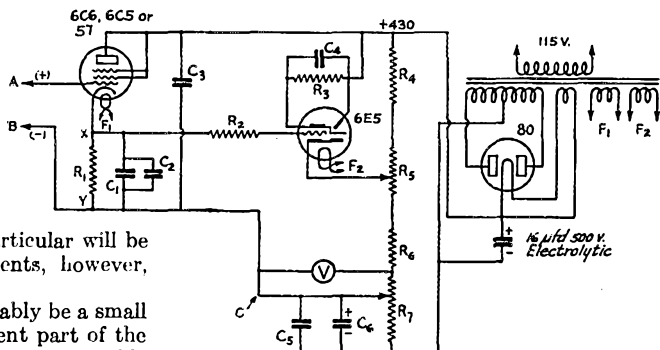 6C6, 6C5 or
57
+430
115 V.
A
(+)
C4
R3
R4
C3
6E5
80
F1
F2
B
(-)
F1
X
R2
F2
R5
R1
C1
C2
Y
16 µfd 500 v.
Electrolytic
+
-
rticular will be
ents, however,
R6
V
ably be a small
ent part of the
C
C5
+
C6
-
R7